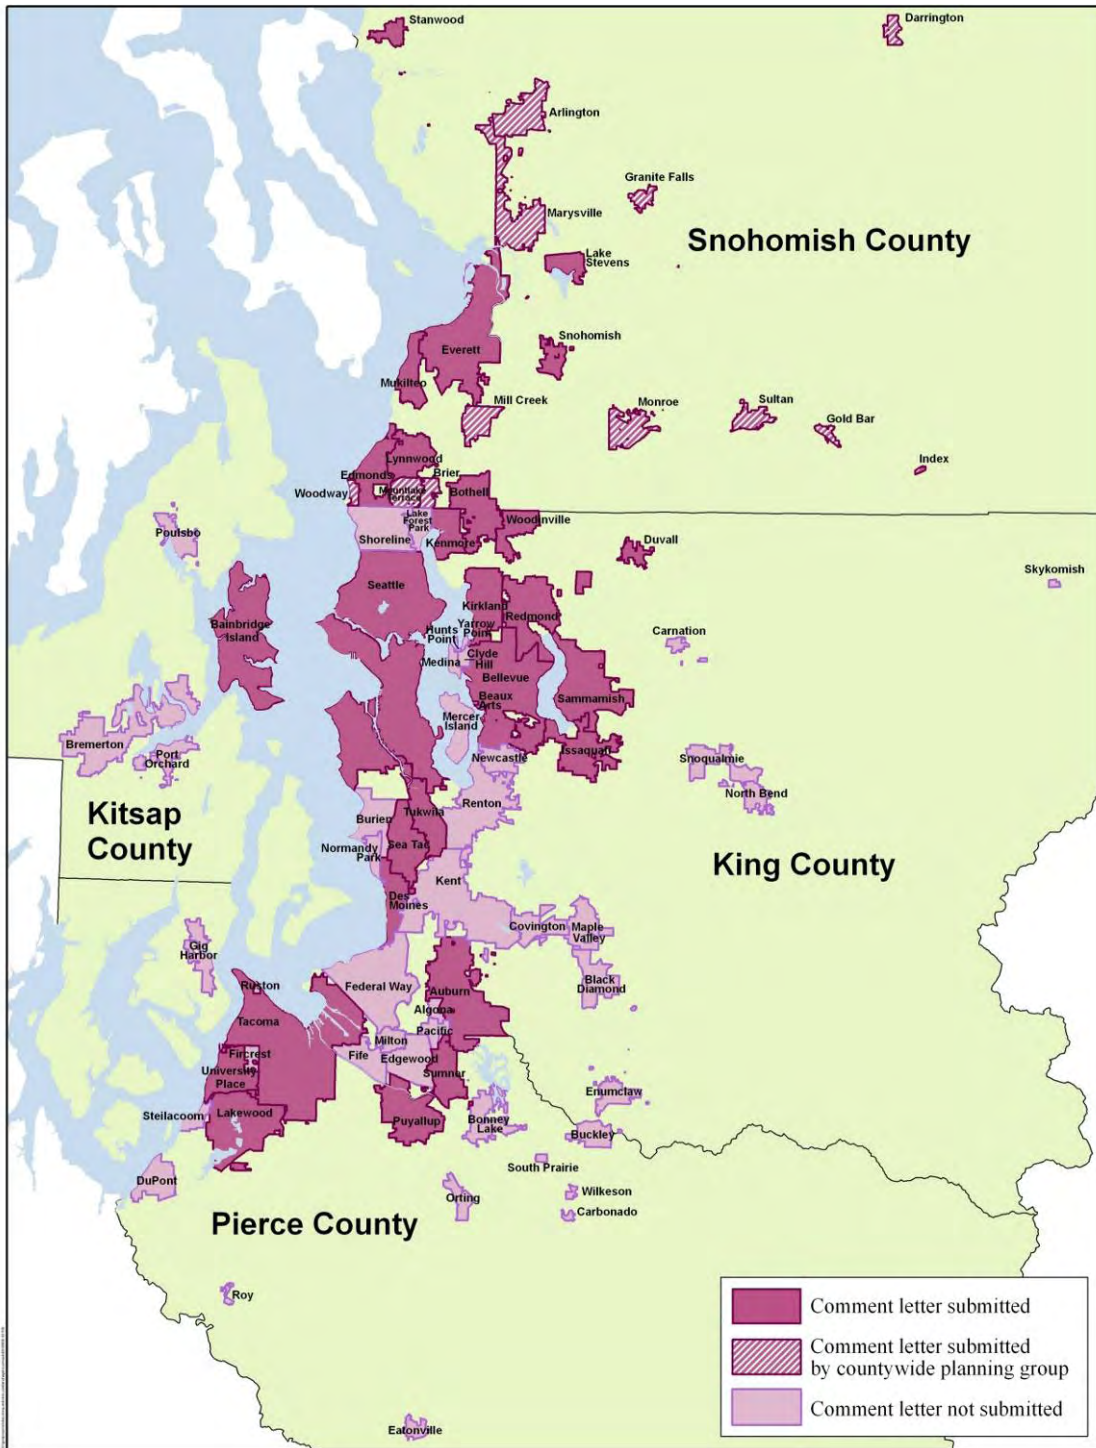 Stanwood
Darrington
Arlington
Granite Falls
Marysville
Snohomish County
Lake
Stevens
Snohomish
Everett
Mukilteo
Mill Creek
Monroe
Sultan
Gold Bar
Index
Lynnwood
Edmonds
Brier
Woodway
Mountlake
Terrace
Bothell
Lake
Forest
Park
Woodinville
Shoreline
Kenmore
Poulsbo
Duvall
Skykomish
Seattle
Kirkland
Redmond
Bainbridge
Island
Hunts
Point
Yarrow
Point
Carnation
Medina
Clyde
Hill
Bellevue
Beaux
Arts
Sammamish
Mercer
Island
Bremerton
Port
Orchard
Issaquah
Newcastle
Snoqualmie
North Bend
Kitsap
County
Renton
Tukwila
Burien
Normandy
Park
Sea Tac
King County
Kent
Des
Moines
Covington
Maple
Valley
Gig
Harbor
Black
Diamond
Federal Way
Ruston
Auburn
Algona
Tacoma
Pacific
Milton
Fife
Edgewood
Fircrest
University
Place
Sumner
Enumclaw
Steilacoom
Lakewood
Puyallup
Bonney
Lake
Buckley
South Prairie
DuPont
Orting
Wilkeson
Carbonado
Pierce County
Roy
Eatonville
Comment letter submitted
Comment letter submitted
by countywide planning group
Comment letter not submitted